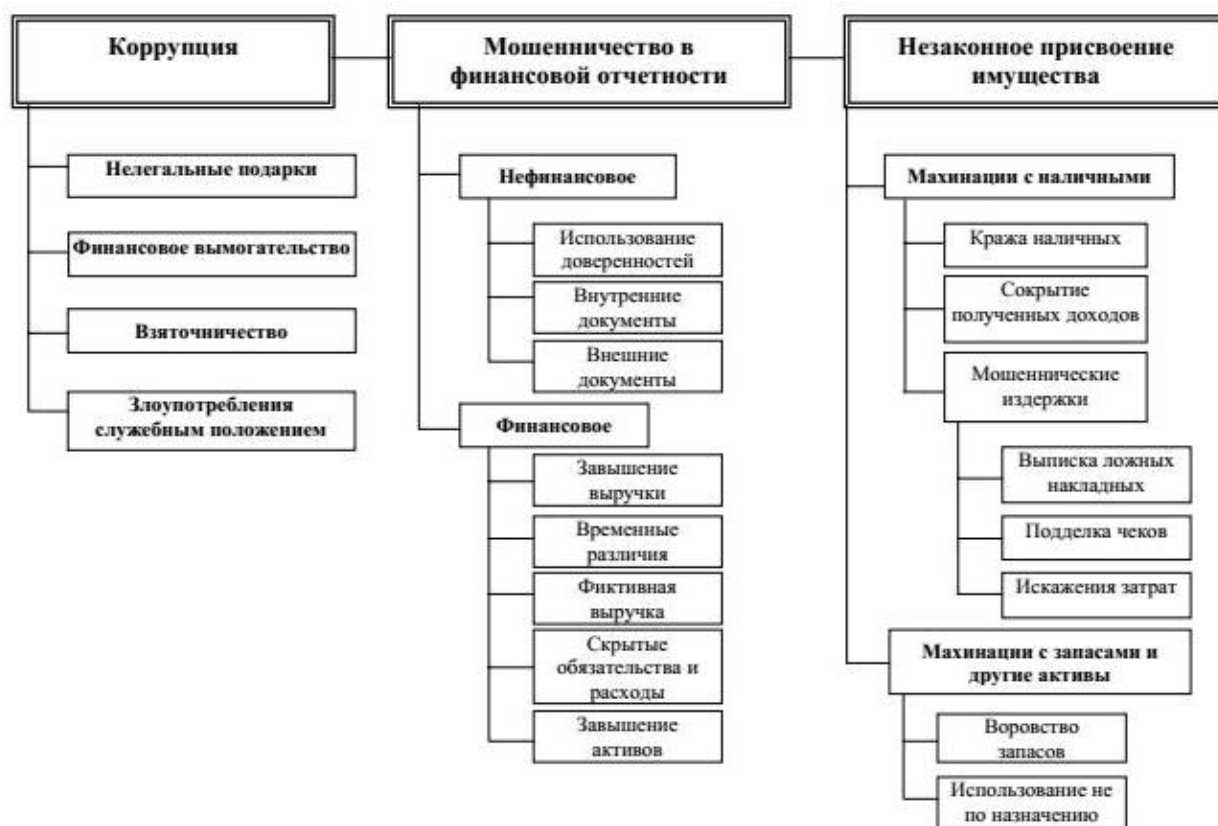 Коррупция
Нелегальные подарки
Финансовое вымогательство
Взяточничество
Злоупотребления
служебным положением
Мошенничество в
финансовой отчетности
Нефинансовое
Использование
доверенностей
Внутренние
документы
Внешние
документы
Финансовое
Завышение
выручки
Временные
различия
Фиктивная
выручка
Скрытые
обязательства и
расходы
Завышение
активов
Незаконное присвоение
имущества
Махинации с наличными
Кража наличных
Сокрытие
полученных доходов
Мошеннические
издержки
Выписка ложных
накладных
Подделка чеков
Искажения затрат
Махинации с запасами и
другие активы
Воровство
запасов
Использование не
по назначению